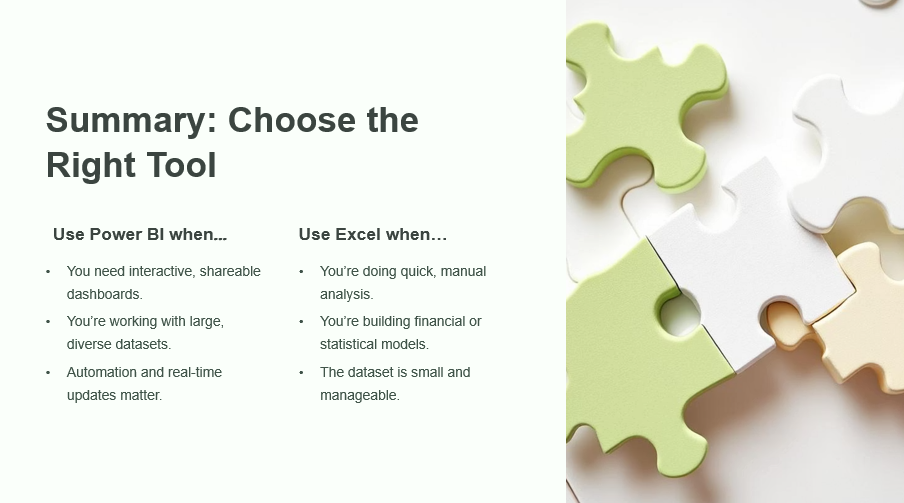 Summary: Choose the
Right Tool
Use Power BI when...
• You need interactive, shareable
dashboards.
• You’re working with large,
diverse datasets.
• Automation and real-time
updates matter.
Use Excel when…
• You’re doing quick, manual
analysis.
• You’re building financial or
statistical models.
• The dataset is small and
manageable.